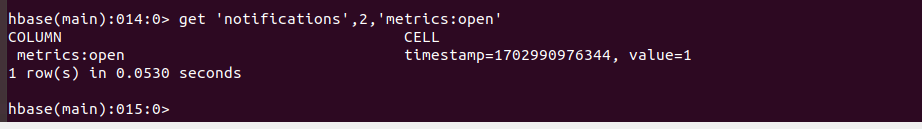 hbase(main):014:0> get 'notifications',2,'metrics:open'
COLUMN                                CELL
 metrics:open                         timestamp=1702990976344, value=1
1 row(s) in 0.0530 seconds

hbase(main):015:0>